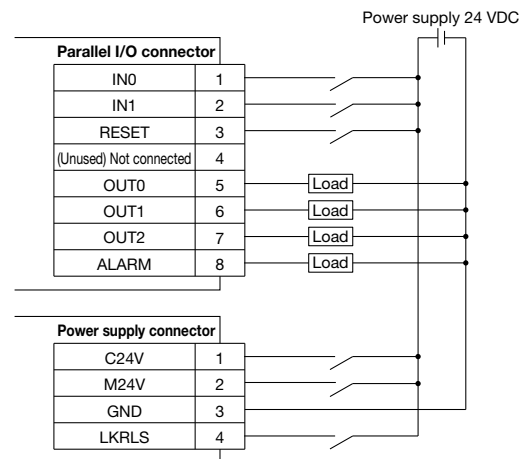 Power supply 24 VDC
Parallel I/O connector
IN0 1
IN1 2
RESET 3
(Unused) Not connected 4
OUT0 5 Load
OUT1 6 Load
OUT2 7 Load
ALARM 8 Load
Power supply connector
C24V 1
M24V 2
GND 3
LKRLS 4